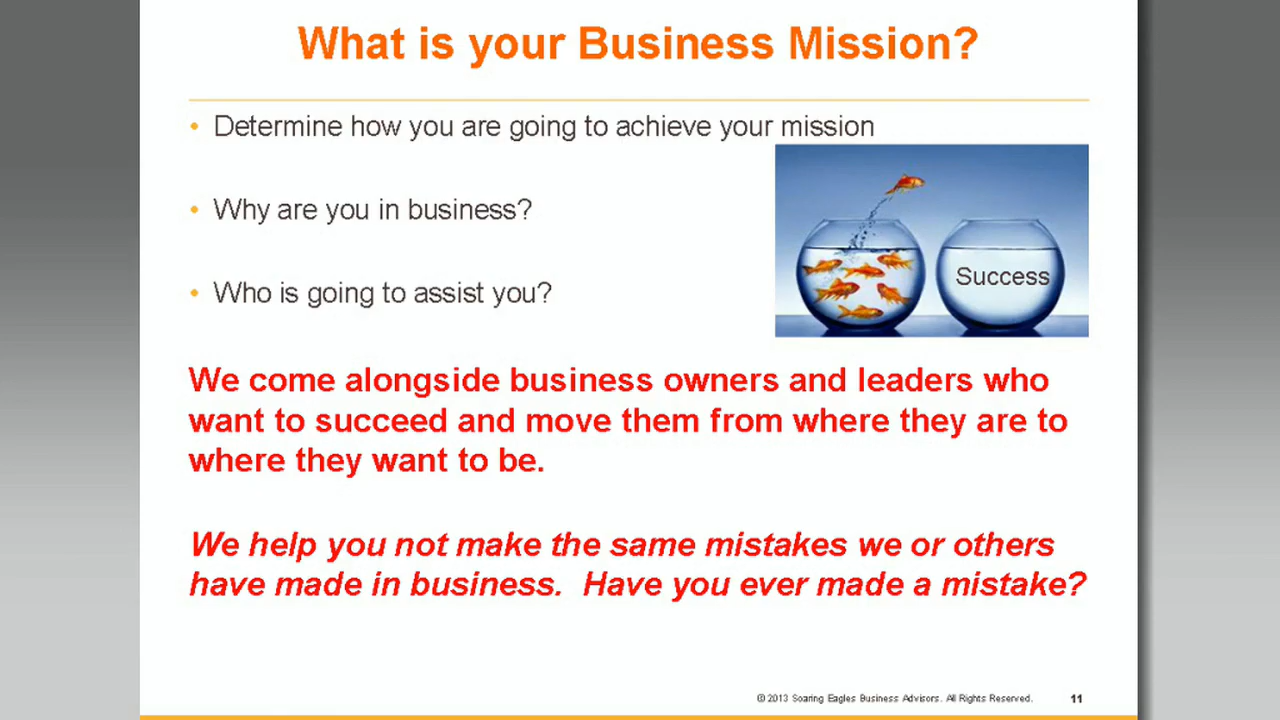 What is your Business Mission?
• Determine how you are going to achieve your mission
• Why are you in business?
• Who is going to assist you?
Success
We come alongside business owners and leaders who
want to succeed and move them from where they are to
where they want to be.
We help you not make the same mistakes we or others
have made in business. Have you ever made a mistake?
© 2013 Soaring Eagles Business Advisors. All Rights Reserved. 11